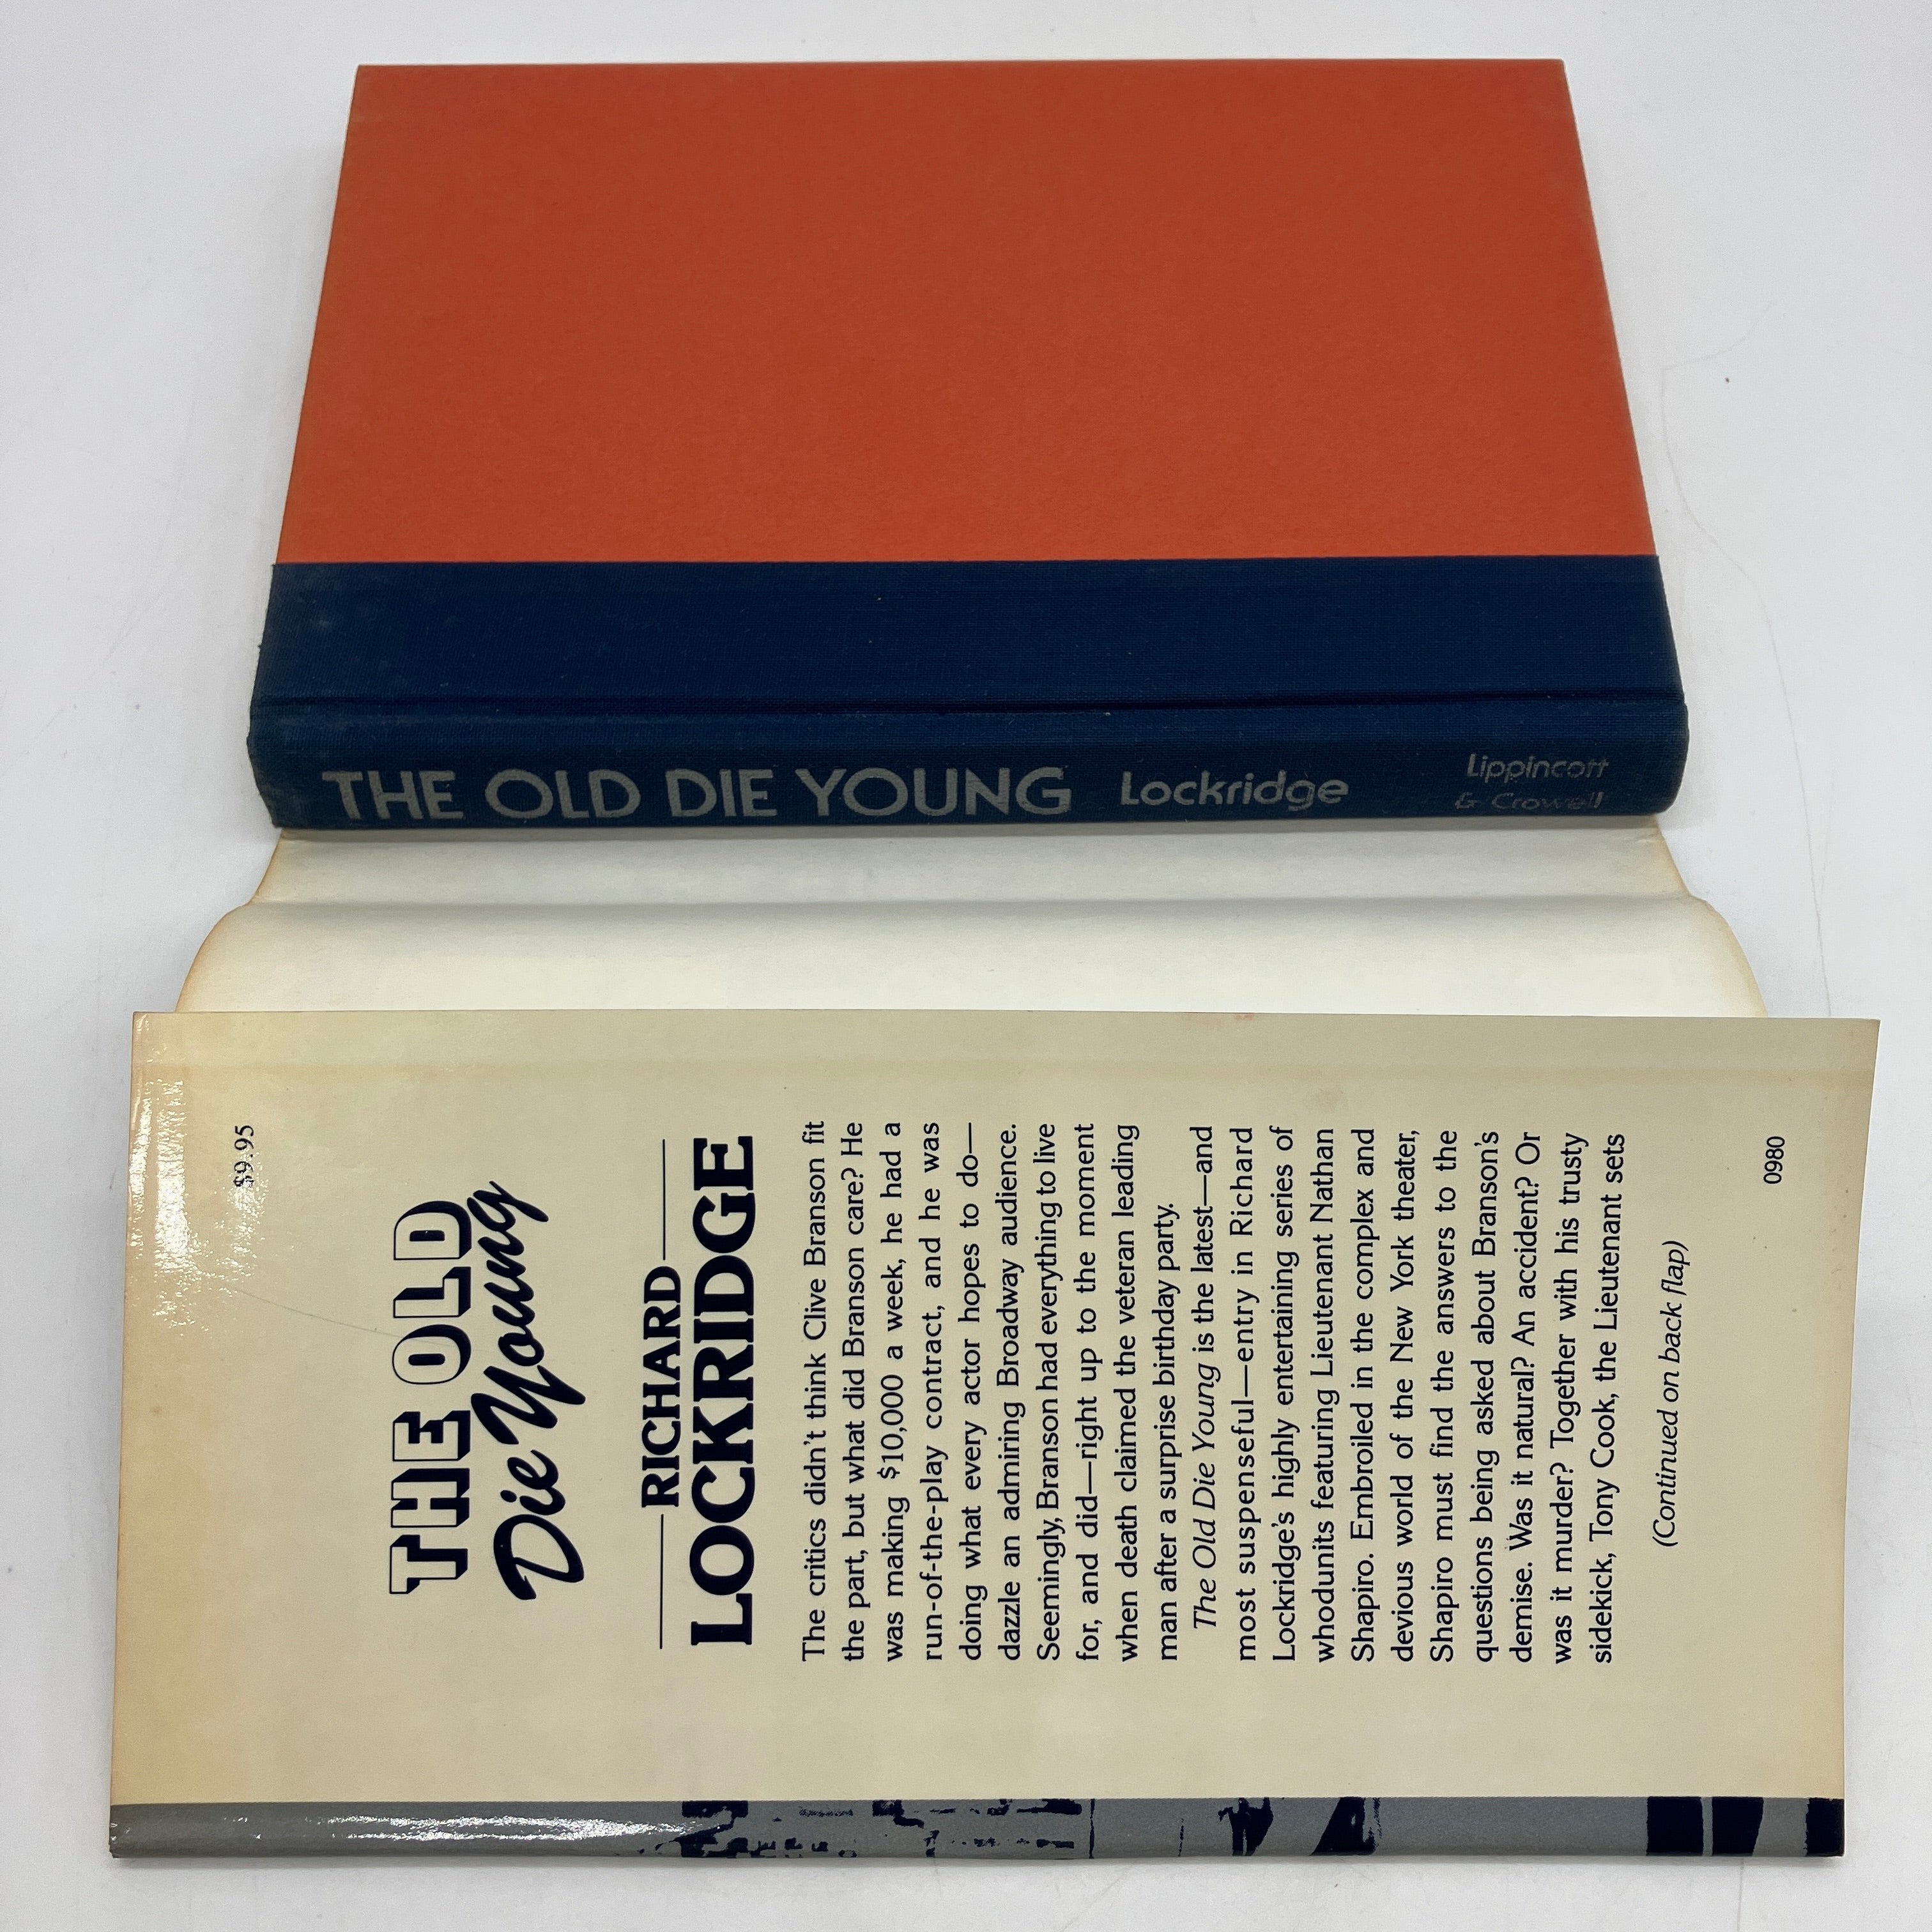 THE OLD DIE YOUNG Lockridge Lippincott
& Crowell
$9.95
THE OLD
Die Young
RICHARD
LOCKRIDGE
The critics didn't think Clive Branson fit
the part, but what did Branson care? He
was making $10,000 a week, he had a
run-of-the-play contract, and he was
doing what every actor hopes to do—
dazzle an admiring Broadway audience.
Seemingly, Branson had everything to live
for, and did—right up to the moment
when death claimed the veteran leading
man after a surprise birthday party.
The Old Die Young is the latest—and
most suspenseful—entry in Richard
Lockridge's highly entertaining series of
whodunits featuring Lieutenant Nathan
Shapiro. Embroiled in the complex and
devious world of the New York theater,
Shapiro must find the answers to the
questions being asked about Branson's
demise. Was it natural? An accident? Or
was it murder? Together with his trusty
sidekick, Tony Cook, the Lieutenant sets
(Continued on back flap)
0980